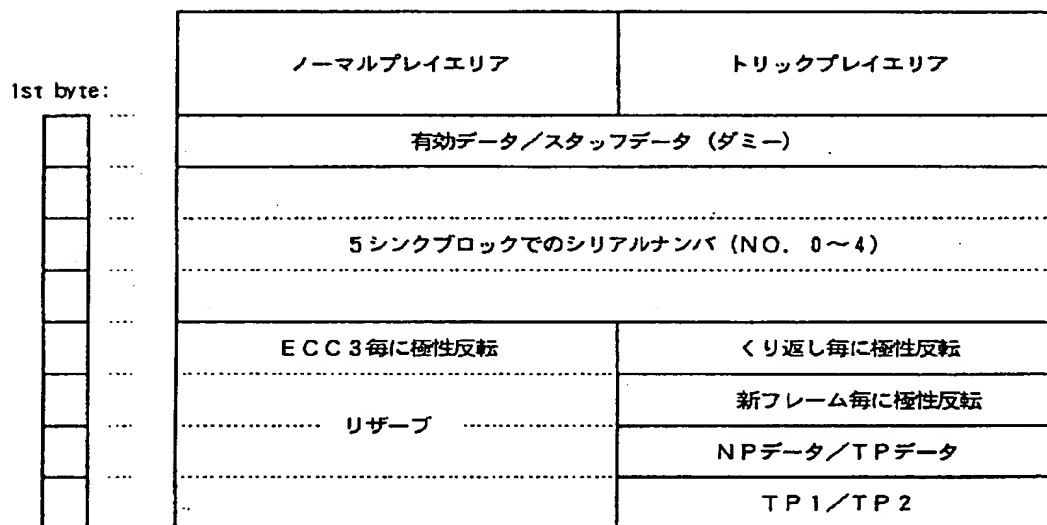 ノーマルプレイエリア トリックプレイエリア
1st byte:
有効データ/スタッフデータ (ダミー)
5シンクブロックでのシリアルナンバ (NO. 0~4)
ECC3毎に極性反転 くり返し毎に極性反転
新フレーム毎に極性反転
リザーブ
NPデータ/TPデータ
TP1/TP2